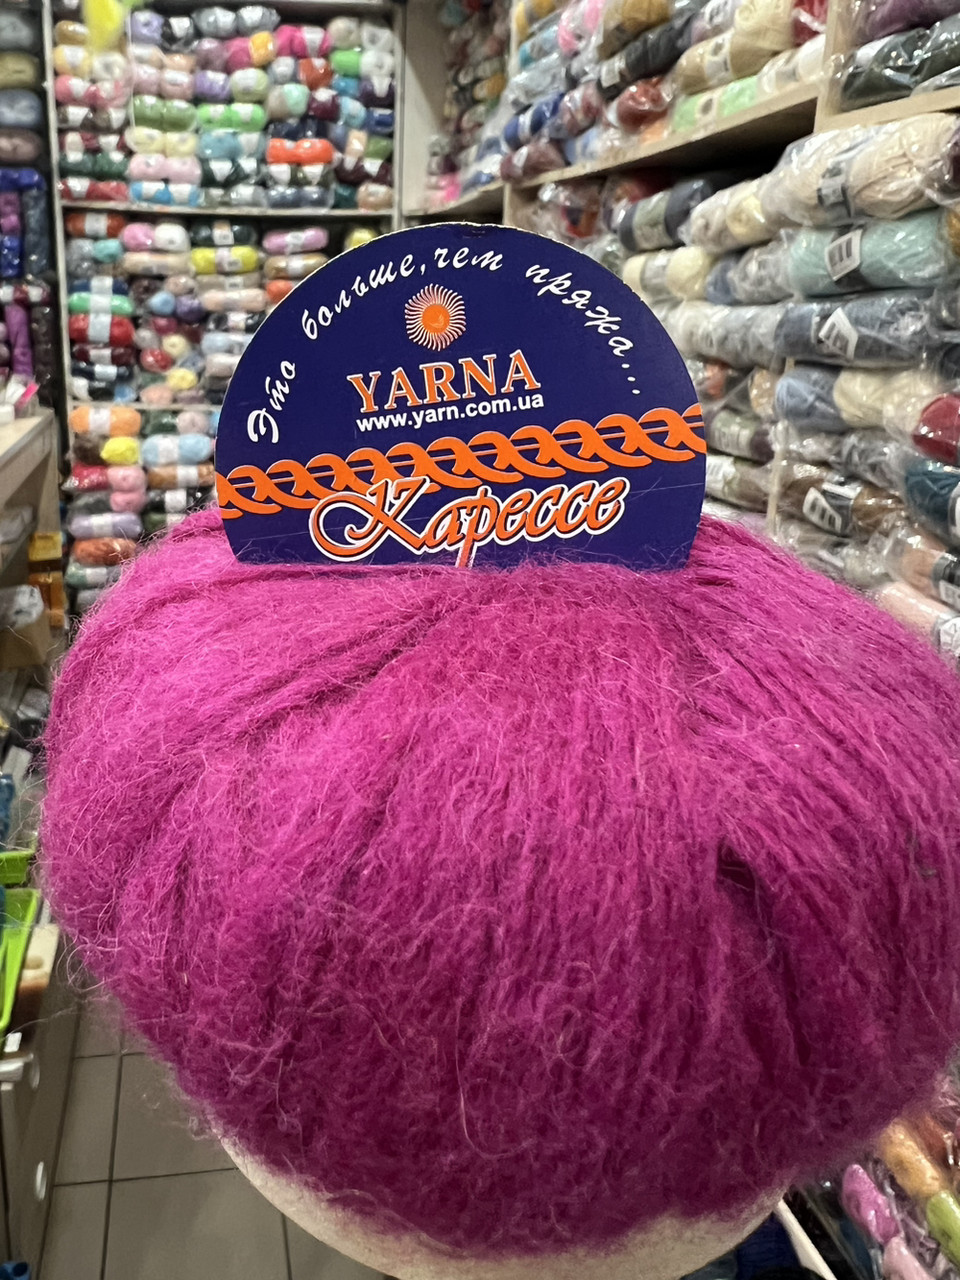 Это больше, чем пряжа...
YARNA
www.yarn.com.ua
Карессе